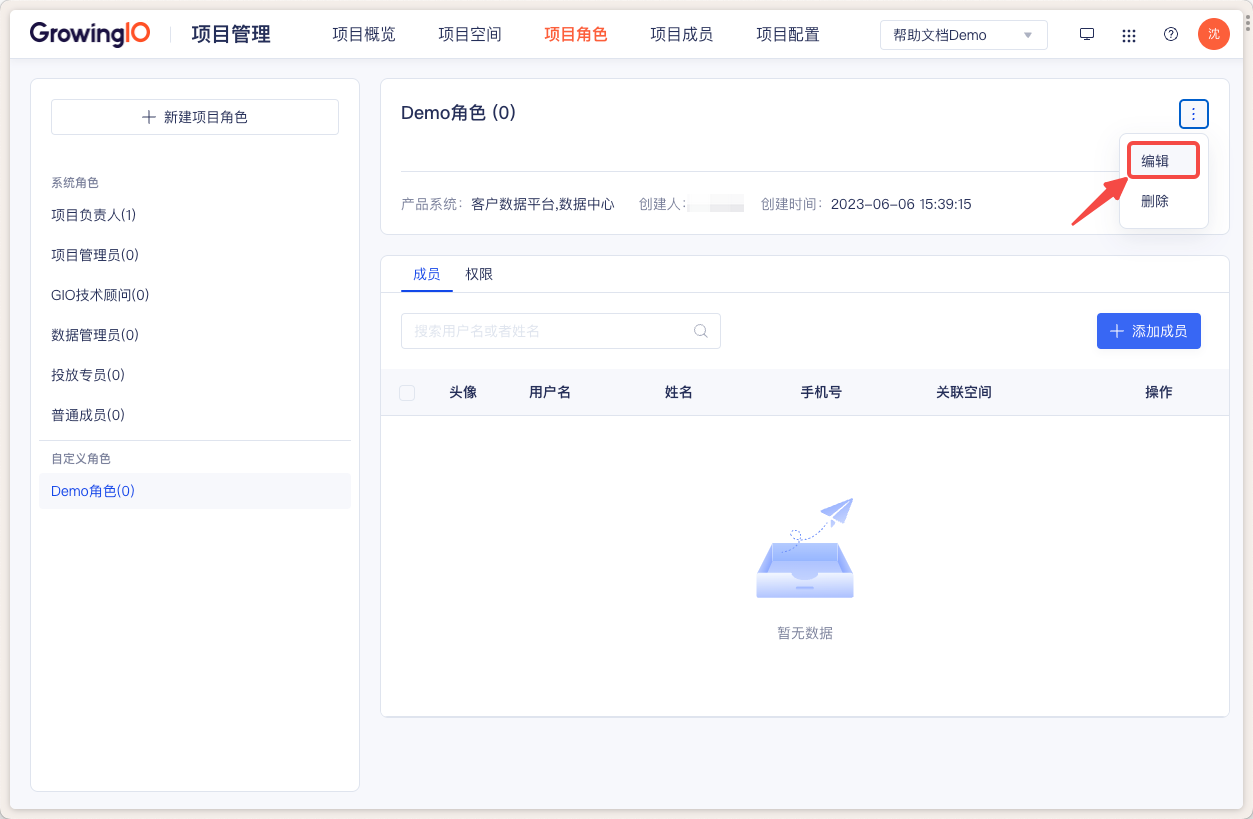 GrowingIO 项目管理 项目概览 项目空间 项目角色 项目成员 项目配置 帮助文档Demo 沈
新建项目角色
系统角色
项目负责人(1)
项目管理员(0)
GIO技术顾问(0)
数据管理员(0)
投放专员(0)
普通成员(0)
自定义角色
Demo角色(0)
Demo角色 (0)
编辑
删除
产品系统: 客户数据平台,数据中心 创建人: 创建时间: 2023-06-06 15:39:15
成员 权限
搜索用户名或者姓名
添加成员
头像 用户名 姓名 手机号 关联空间 操作
暂无数据